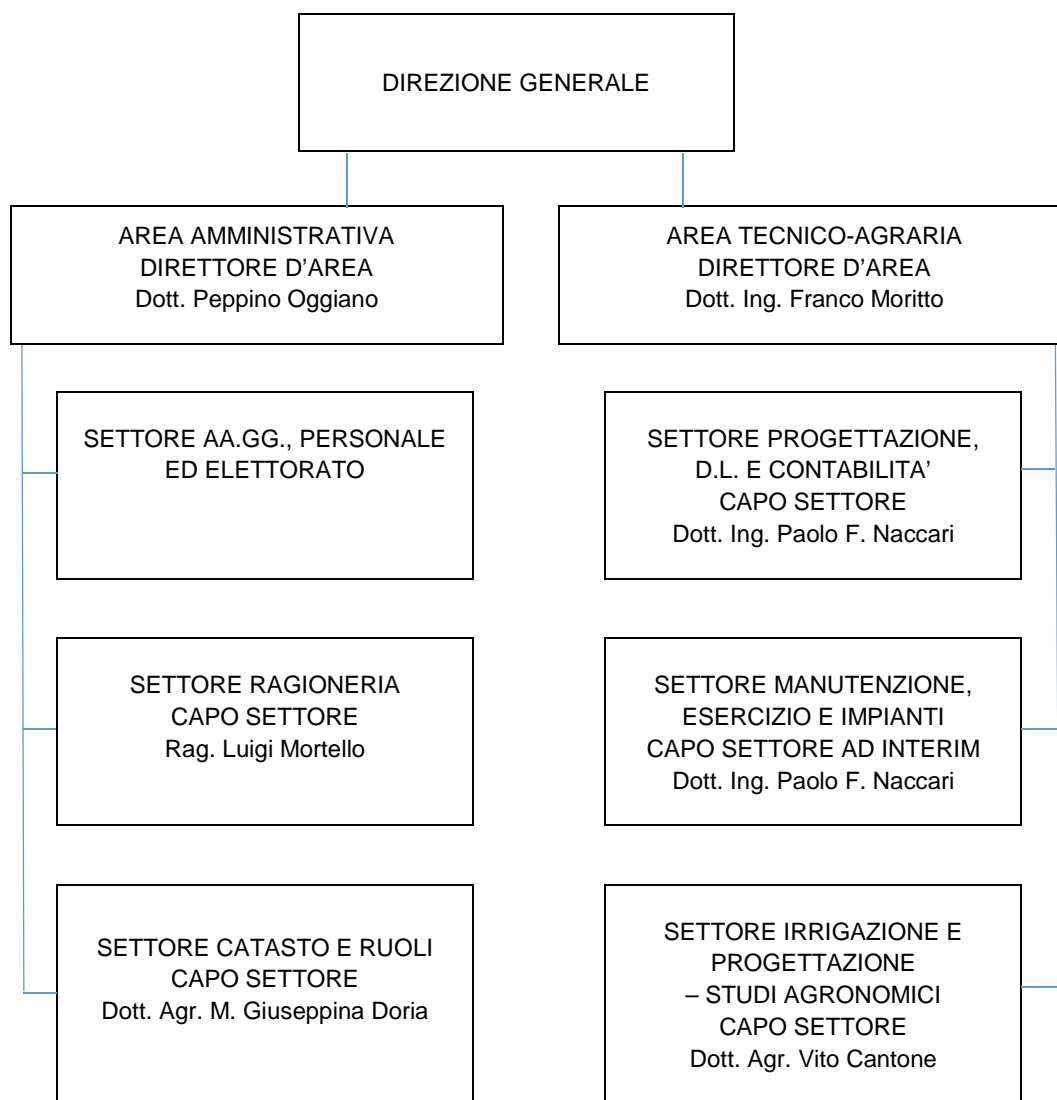 DIREZIONE GENERALE
AREA AMMINISTRATIVA
DIRETTORE D’AREA
Dott. Peppino Oggiano
AREA TECNICO-AGRARIA
DIRETTORE D’AREA
Dott. Ing. Franco Moritto
SETTORE AA.GG., PERSONALE
ED ELETTORATO
SETTORE PROGETTAZIONE,
D.L. E CONTABILITA’
CAPO SETTORE
Dott. Ing. Paolo F. Naccari
SETTORE RAGIONERIA
CAPO SETTORE
Rag. Luigi Mortello
SETTORE MANUTENZIONE,
ESERCIZIO E IMPIANTI
CAPO SETTORE AD INTERIM
Dott. Ing. Paolo F. Naccari
SETTORE CATASTO E RUOLI
CAPO SETTORE
Dott. Agr. M. Giuseppina Doria
SETTORE IRRIGAZIONE E
PROGETTAZIONE
– STUDI AGRONOMICI
CAPO SETTORE
Dott. Agr. Vito Cantone